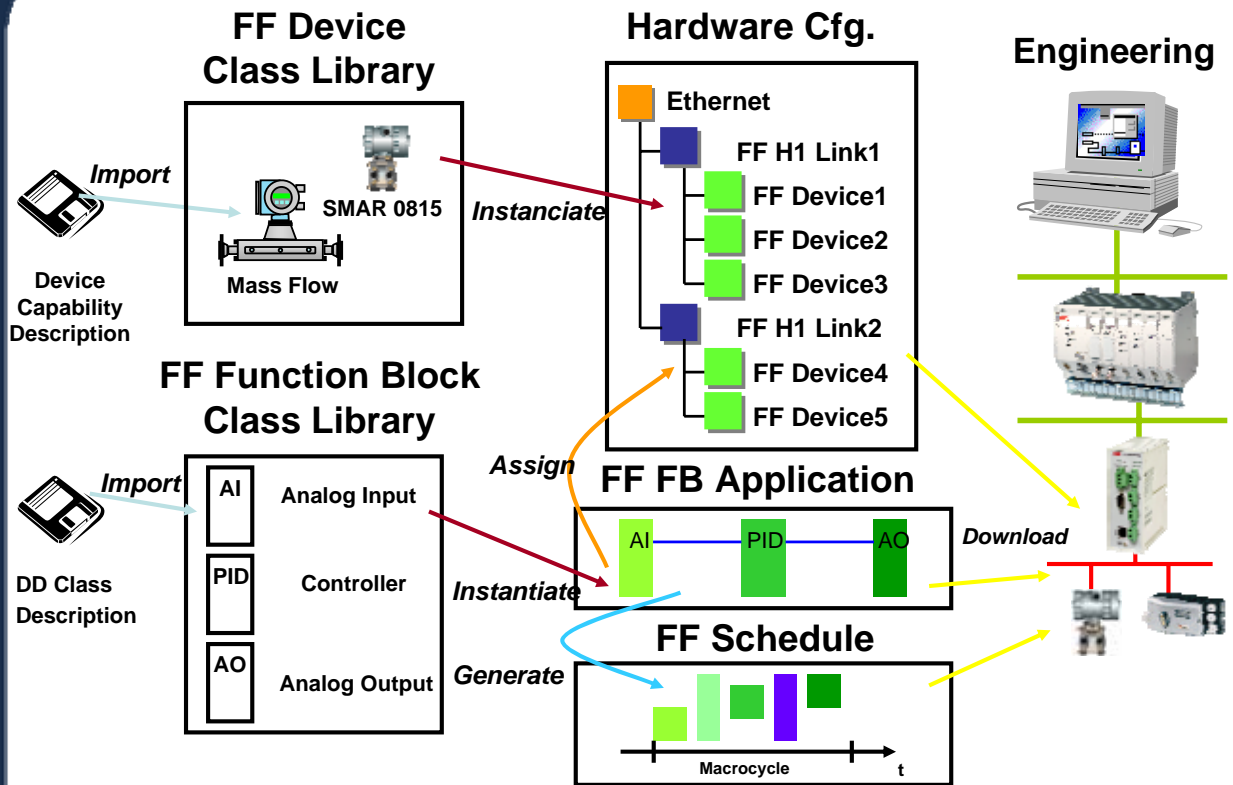 FF Device
Class Library
Hardware Cfg.
Engineering
Import
SMAR 0815
Mass Flow
Device
Capability
Description
Instanciate
Ethernet
FF H1 Link1
FF Device1
FF Device2
FF Device3
FF H1 Link2
FF Device4
FF Device5
FF Function Block
Class Library
Import
AI
Analog Input
PID
Controller
AO
Analog Output
DD Class
Description
Assign
Instantiate
Generate
FF FB Application
AI
PID
AO
Download
FF Schedule
Macrocycle
t